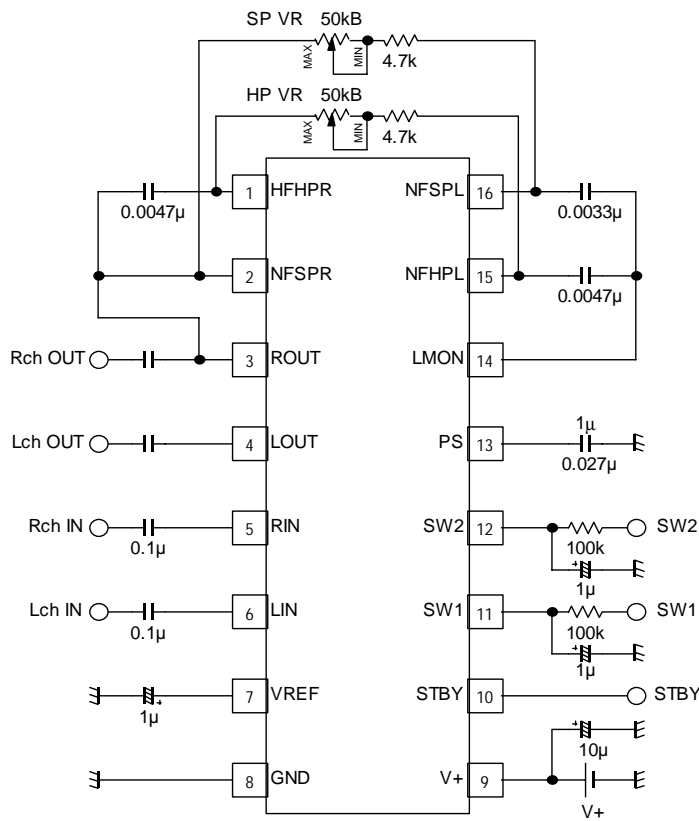 SP VR 50kB
MAX
MIN
4.7k
HP VR 50kB
MAX
MIN
4.7k
1 HFHPR NFSPL 16
0.0047µ 0.0033µ
2 NFSPR NFHPL 15
0.0047µ
Rch OUT 3 ROUT LMON 14
Lch OUT 4 LOUT PS 13
1µ
0.027µ
Rch IN 5 RIN SW2 12 SW2
0.1µ 100k
+
1µ
Lch IN 6 LIN SW1 11 SW1
0.1µ 100k
+
1µ
7 VREF STBY 10 STBY
1µ +
+
10µ
8 GND V+ 9
V+